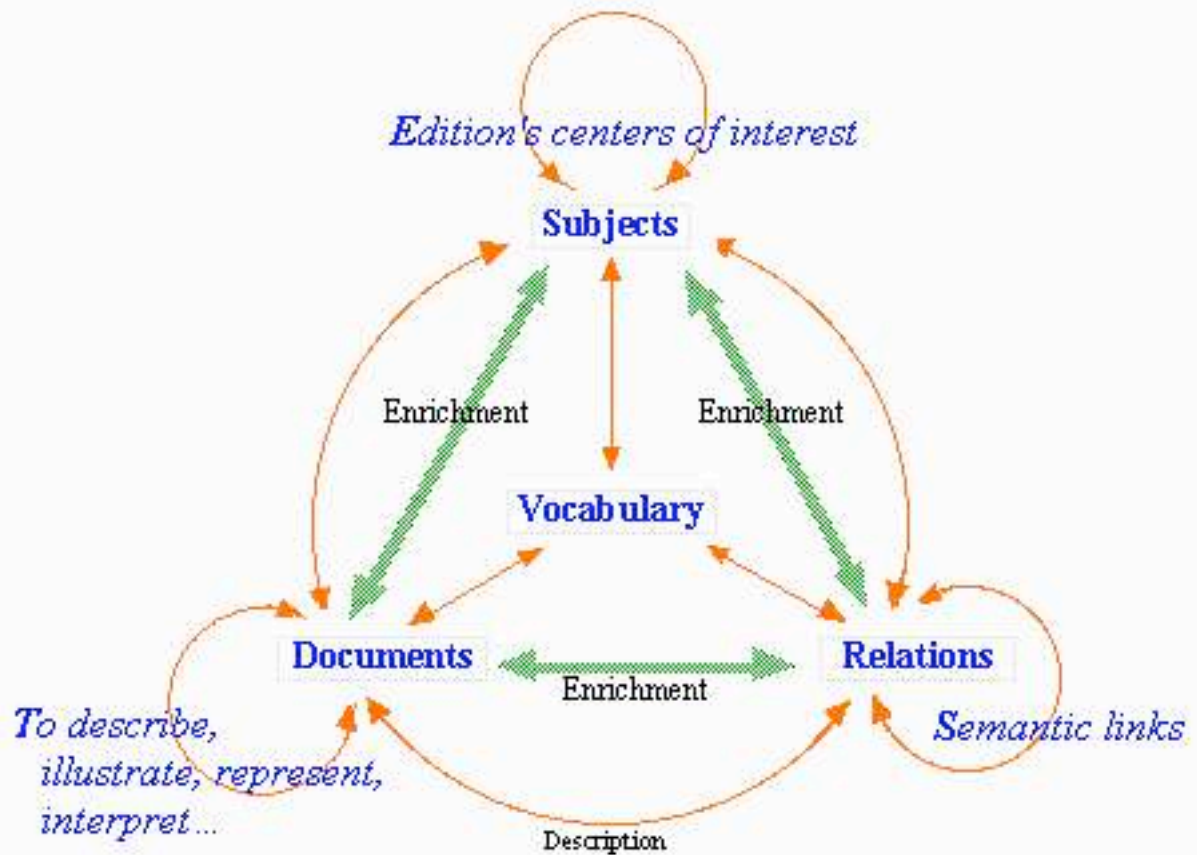 Edition's centers of interest
Subjects
Enrichment
Enrichment
Vocabulary
Documents
Relations
Enrichment
To describe,
illustrate, represent,
interpret...
Semantic links
Description